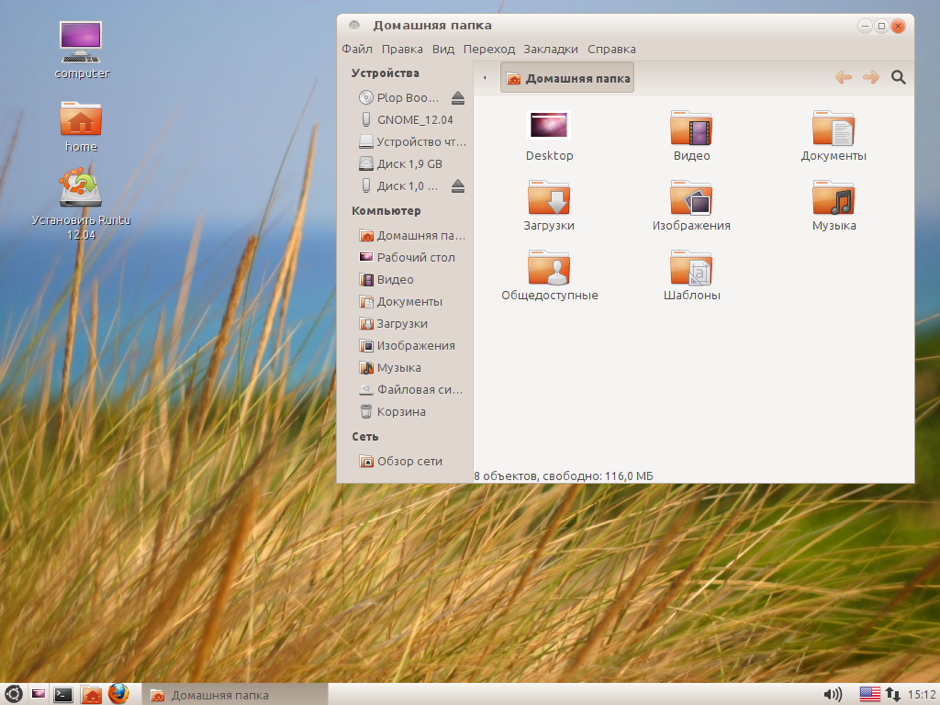 computer
home
Установить Runtu
12.04
Домашняя папка
Файл Правка Вид Переход Закладки Справка
Устройства
Plop Boo...
GNOME_12.04
Устройство чт...
Диск 1,9 GB
Диск 1,0 ...
Компьютер
Домашняя па...
Рабочий стол
Видео
Документы
Загрузки
Изображения
Музыка
Файловая си...
Корзина
Сеть
Обзор сети
Домашняя папка
Desktop
Видео
Документы
Загрузки
Изображения
Музыка
Общедоступные
Шаблоны
8 объектов, свободно: 116,0 МБ
Домашняя папка
15:12